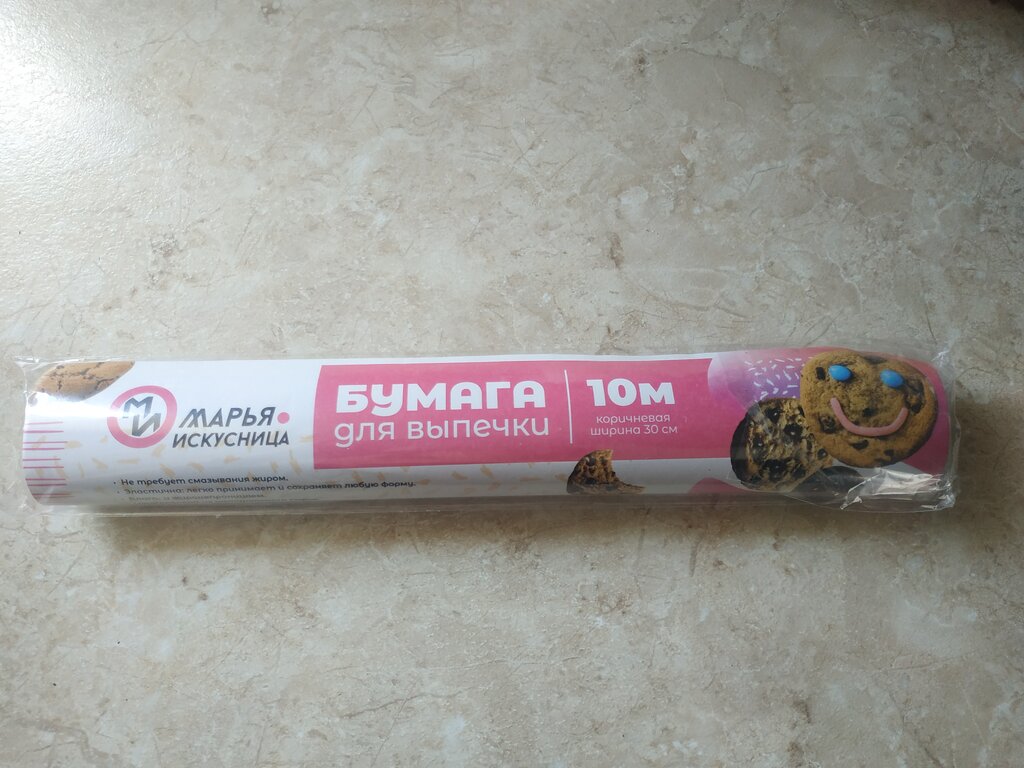 МИ
МАРЬЯ
ИСКУСНИЦА
БУМАГА
для выпечки
10м
коричневая
ширина 30 см
• Не требует смазывания жиром.
• Эластична: легко принимает и сохраняет любую форму.